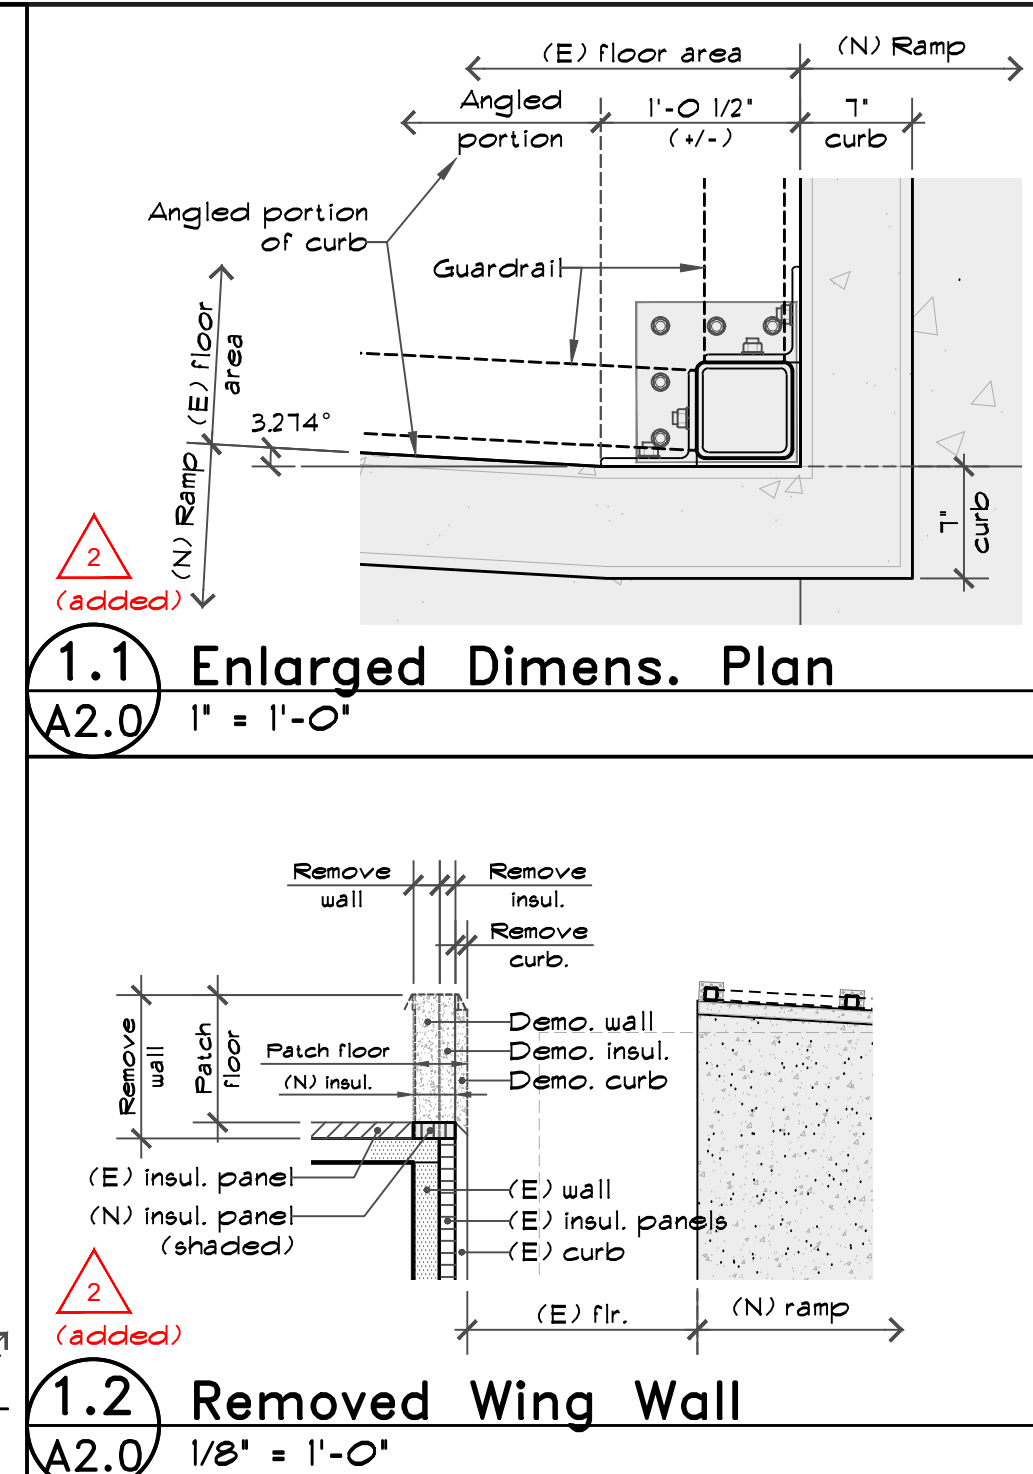 (E) floor area
(N) Ramp
Angled
portion
1'-0 1/2"
(+/-)
7"
curb
Angled portion
of curb
Guardrail
(E) floor
area
(N) Ramp
3.274°
7"
curb
2
(added)
1.1
A2.0
Enlarged Dimens. Plan
1" = 1'-0"
Remove
wall
Remove
insul.
Remove
curb.
Remove
wall
Patch
floor
Patch floor
(N) insul.
Demo. wall
Demo. insul.
Demo. curb
(E) insul. panel
(N) insul. panel
(shaded)
(E) wall
(E) insul. panels
(E) curb
2
(added)
(E) flr.
(N) ramp
1.2
A2.0
Removed Wing Wall
1/8" = 1'-0"